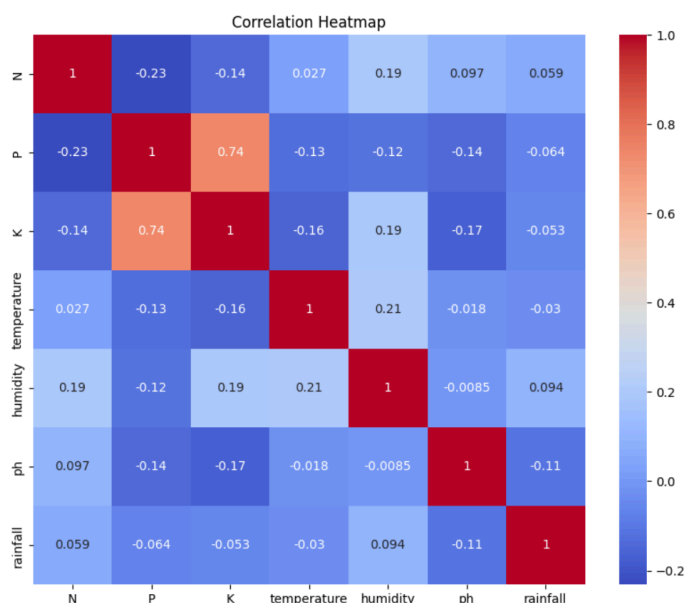 Correlation Heatmap
N 1 -0.23 -0.14 0.027 0.19 0.097 0.059
P -0.23 1 0.74 -0.13 -0.12 -0.14 -0.064
K -0.14 0.74 1 -0.16 0.19 -0.17 -0.053
temperature 0.027 -0.13 -0.16 1 0.21 -0.018 -0.03
humidity 0.19 -0.12 0.19 0.21 1 -0.0085 0.094
ph 0.097 -0.14 -0.17 -0.018 -0.0085 1 -0.11
rainfall 0.059 -0.064 -0.053 -0.03 0.094 -0.11 1
N P K temperature humidity ph rainfall
1.0
0.8
0.6
0.4
0.2
0.0
−0.2